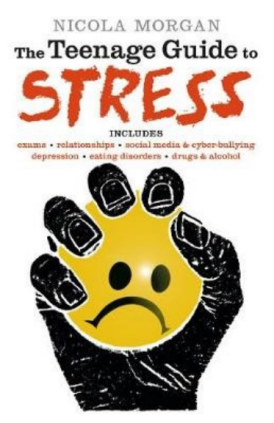 NICOLA MORGAN
The Teenage Guide to
STRESS
INCLUDES
exams • relationships • social media & cyber-bullying
depression • eating disorders • drugs & alcohol